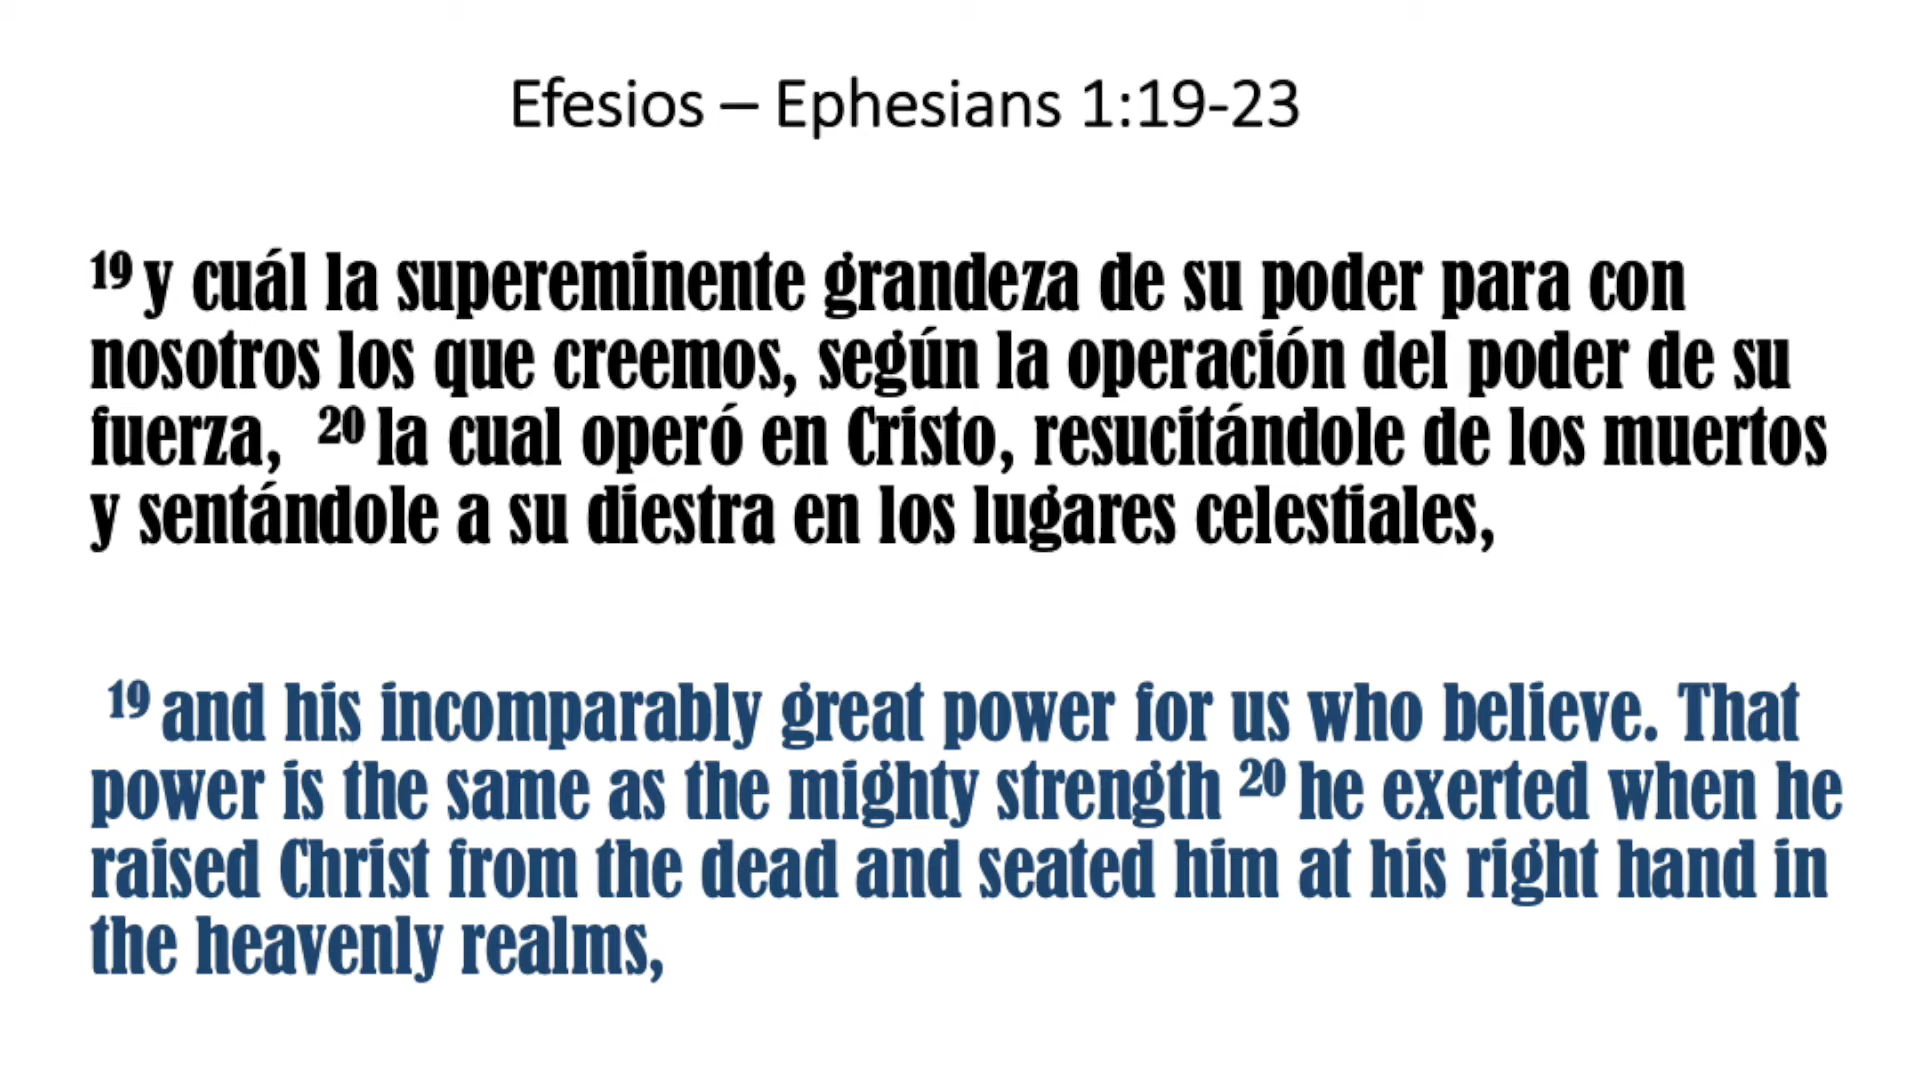 Efesios – Ephesians 1:19-23
19 y cuál la supereminente grandeza de su poder para con
nosotros los que creemos, según la operación del poder de su
fuerza, 20 la cual operó en Cristo, resucitándole de los muertos
y sentándole a su diestra en los lugares celestiales,
19 and his incomparably great power for us who believe. That
power is the same as the mighty strength 20 he exerted when he
raised Christ from the dead and seated him at his right hand in
the heavenly realms,